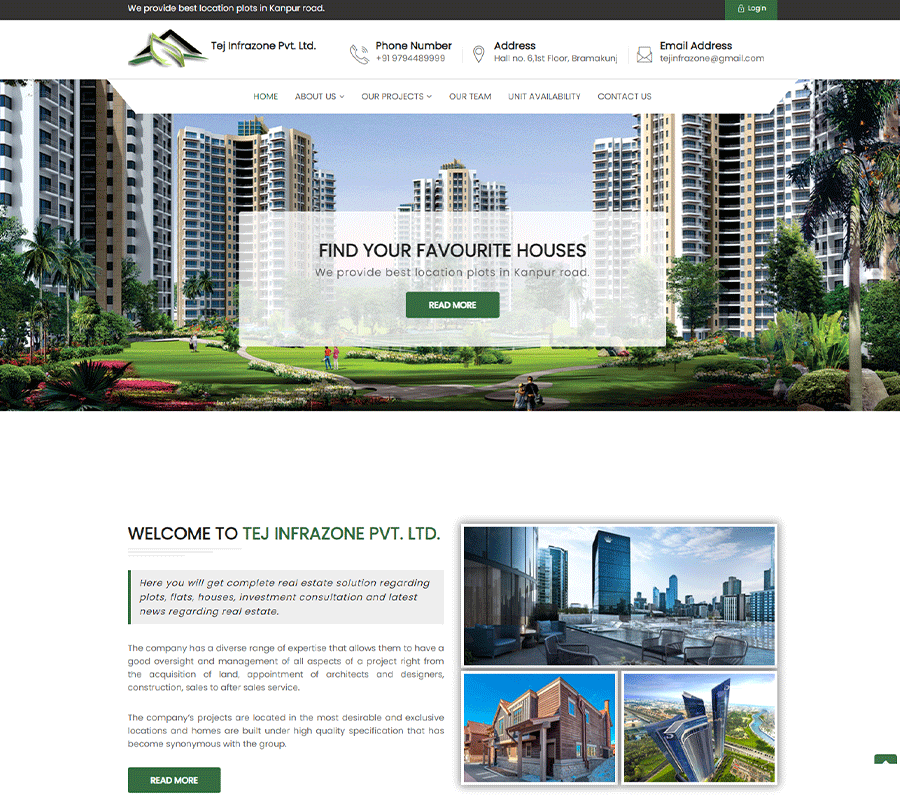 We provide best location plots in Kanpur road.
Login
Tej Infrazone Pvt. Ltd.
Phone Number
+91 9794489999
Address
Hall no. 6,1st Floor, Bramakunj
Email Address
tejinfrazone@gmail.com
HOME
ABOUT US
OUR PROJECTS
OUR TEAM
UNIT AVAILABILITY
CONTACT US
FIND YOUR FAVOURITE HOUSES
We provide best location plots in Kanpur road.
READ MORE
WELCOME TO TEJ INFRAZONE PVT. LTD.
Here you will get complete real estate solution regarding
plots, flats, houses, investment consultation and latest
news regarding real estate.
The company has a diverse range of expertise that allows them to have a
good oversight and management of all aspects of a project right from
the acquisition of land, appointment of architects and designers,
construction, sales to after sales service.
The company's projects are located in the most desirable and exclusive
locations and homes are built under high quality specification that has
become synonymous with the group.
READ MORE